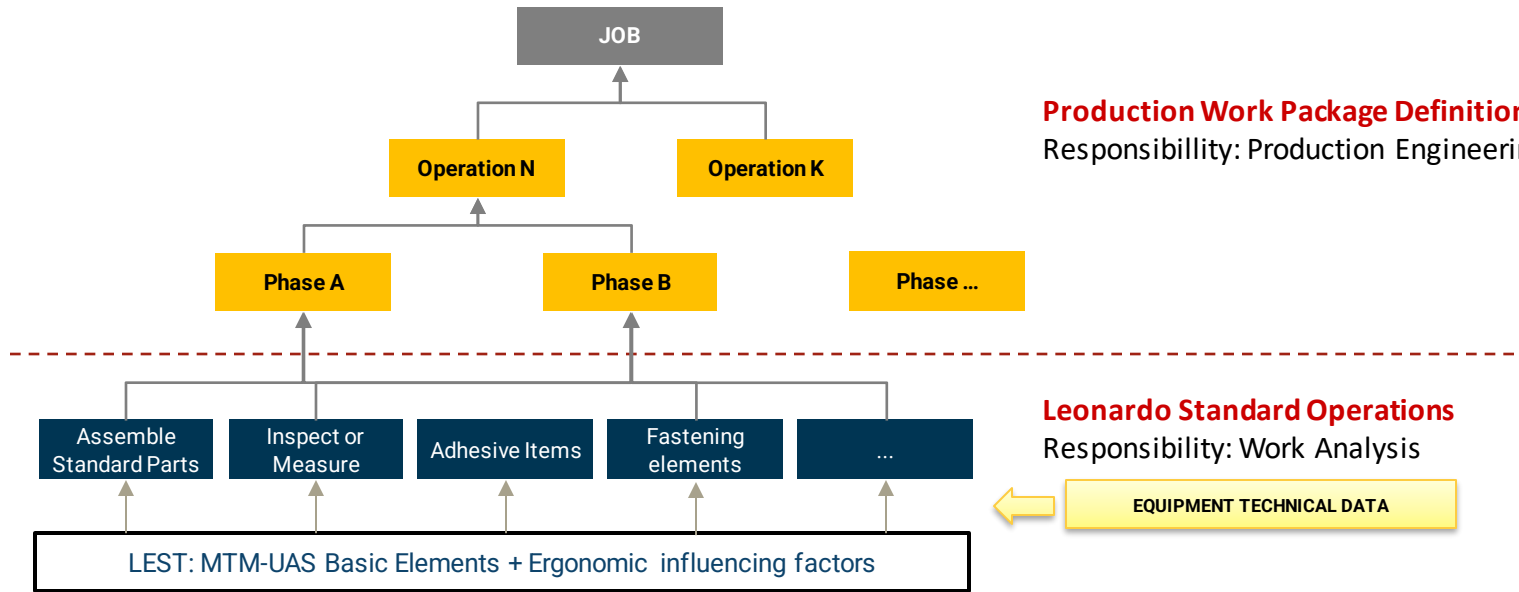 JOB
Production Work Package Definition
Responsibillity: Production Engineerin
Operation N
Operation K
Phase A
Phase B
Phase ...
Leonardo Standard Operations
Responsibility: Work Analysis
Assemble
Standard Parts
Inspect or
Measure
Adhesive Items
Fastening
elements
...
EQUIPMENT TECHNICAL DATA
LEST: MTM-UAS Basic Elements + Ergonomic influencing factors